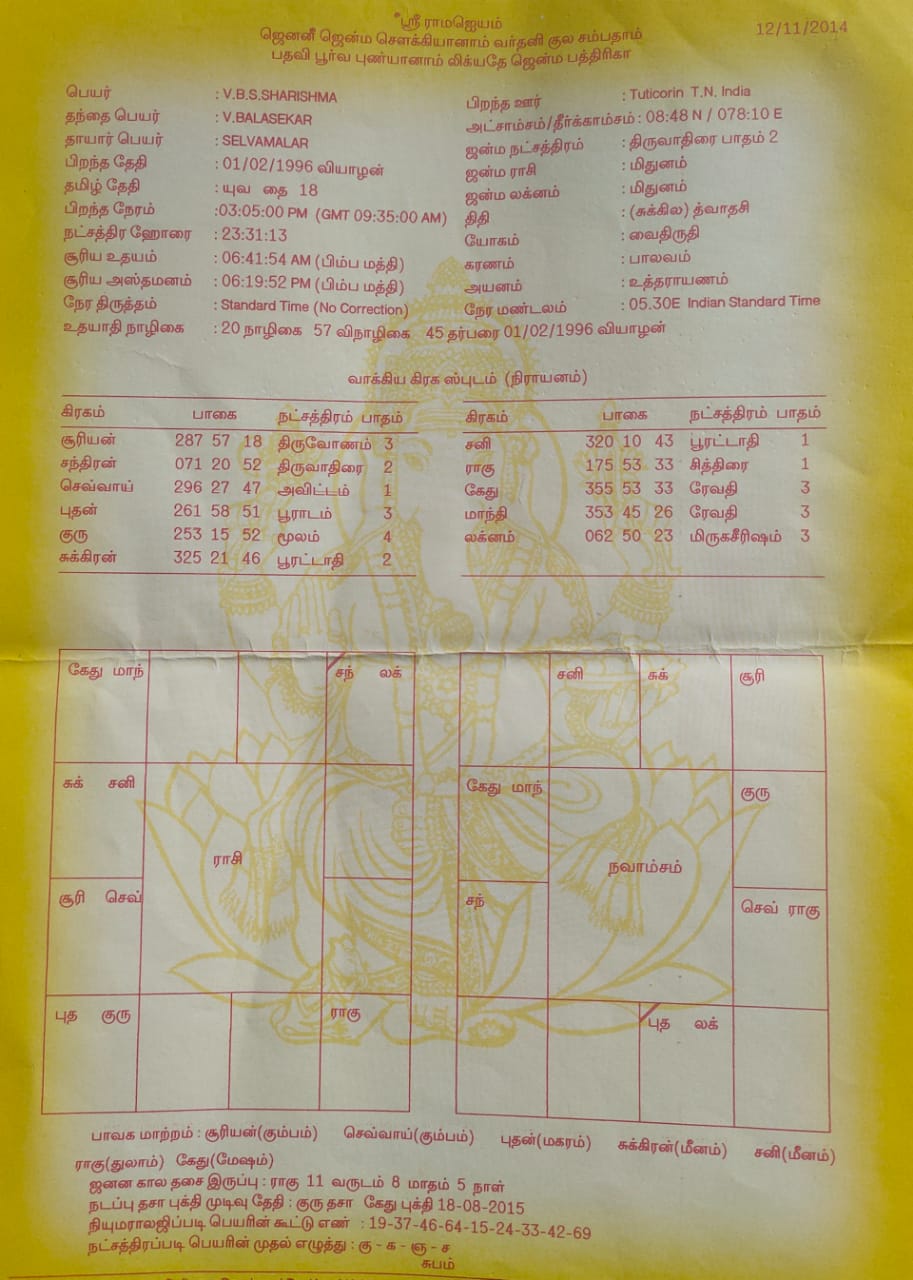 ஸ்ரீ ராமஜெயம்
12/11/2014
ஜெனனீ ஜென்ம சௌக்கியானாம் வர்தனி குல சம்பதாம்
பதவி பூர்வ புண்யானாம் லிக்யதே ஜென்ம பத்திரிகா
பெயர் : V.B.S.SHARISHMA
தந்தை பெயர் : V.BALASEKAR
தாயார் பெயர் : SELVAMALAR
பிறந்த தேதி : 01/02/1996 வியாழன்
தமிழ் தேதி : யுவ தை 18
பிறந்த நேரம் :03:05:00 PM (GMT 09:35:00 AM)
நட்சத்திர ஹோரை : 23:31:13
சூரிய உதயம் : 06:41:54 AM (பிம்ப மத்தி)
சூரிய அஸ்தமனம் : 06:19:52 PM (பிம்ப மத்தி)
நேர திருத்தம் : Standard Time (No Correction)
உதயாதி நாழிகை : 20 நாழிகை 57 விநாழிகை 45 தர்பரை 01/02/1996 வியாழன்
பிறந்த ஊர் : Tuticorin T.N. India
அட்சாம்சம்/தீர்க்காம்சம் : 08:48 N / 078:10 E
ஜன்ம நட்சத்திரம் : திருவாதிரை பாதம் 2
ஜன்ம ராசி : மிதுனம்
ஜன்ம லக்னம் : மிதுனம்
திதி : (சுக்கில) த்வாதசி
யோகம் : வைதிருதி
கரணம் : பாலவம்
அயனம் : உத்தராயணம்
நேர மண்டலம் : 05.30E Indian Standard Time
வாக்கிய கிரக ஸ்புடம் (நிராயனம்)
கிரகம் பாகை நட்சத்திரம் பாதம்
சூரியன் 287 57 18 திருவோணம் 3
சந்திரன் 071 20 52 திருவாதிரை 2
செவ்வாய் 296 27 47 அவிட்டம் 1
புதன் 261 58 51 பூராடம் 3
குரு 253 15 52 மூலம் 4
சுக்கிரன் 325 21 46 பூரட்டாதி 2
கிரகம் பாகை நட்சத்திரம் பாதம்
சனி 320 10 43 பூரட்டாதி 1
ராகு 175 53 33 சித்திரை 1
கேது 355 53 33 ரேவதி 3
மாந்தி 353 45 26 ரேவதி 3
லக்னம் 062 50 23 மிருகசீரிஷம் 3
கேது மாந்
சந் லக்
சுக் சனி
ராசி
சூரி செவ்
புத குரு
ராகு
சனி
சுக்
சூரி
கேது மாந்
குரு
நவாம்சம்
சந்
செவ் ராகு
புத லக்
பாவக மாற்றம் : சூரியன்(கும்பம்) செவ்வாய்(கும்பம்) புதன்(மகரம்) சுக்கிரன்(மீனம்) சனி(மீனம்)
ராகு(துலாம்) கேது(மேஷம்)
ஜனன கால தசை இருப்பு : ராகு 11 வருடம் 8 மாதம் 5 நாள்
நடப்பு தசா புக்தி முடிவு தேதி : குரு தசா கேது புக்தி 18-08-2015
நியுமராலஜிப்படி பெயரின் கூட்டு எண் : 19-37-46-64-15-24-33-42-69
நட்சத்திரப்படி பெயரின் முதல் எழுத்து : கு - க - ஞ - ச
சுபம்